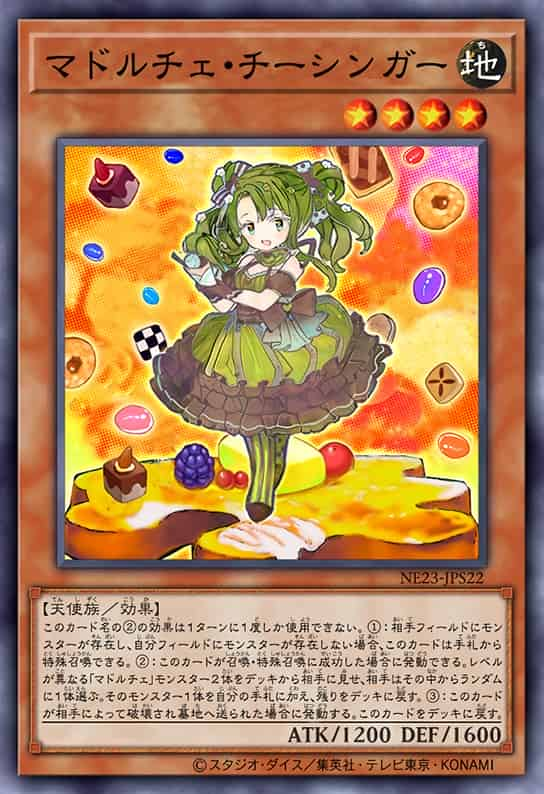 マドルチェ・チーシンガー
地
ち
NE23-JPS22
【天使族/効果】
このカード名の②の効果は1ターンに1度しか使用できない。①:相手フィールドにモン
スターが存在し、自分フィールドにモンスターが存在しない場合、このカードは手札から
特殊召喚できる。②:このカードが召喚・特殊召喚に成功した場合に発動できる。レベル
が異なる「マドルチェ」モンスター2体をデッキから相手に見せ、相手はその中からランダム
に1体選ぶ。そのモンスター1体を自分の手札に加え、残りをデッキに戻す。③:このカード
が相手によって破壊され墓地へ送られた場合に発動する。このカードをデッキに戻す。
ATK/1200 DEF/1600
©スタジオ・ダイス/集英社・テレビ東京・KONAMI